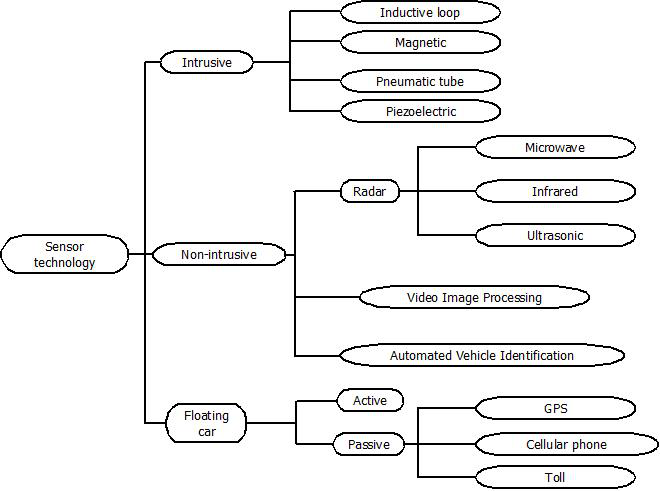 Inductive loop
Magnetic
Intrusive
Pneumatic tube
Piezoelectric
Microwave
Radar
Infrared
Ultrasonic
Sensor
technology
Non-intrusive
Video Image Processing
Automated Vehicle Identification
Active
Floating
car
GPS
Passive
Cellular phone
Toll